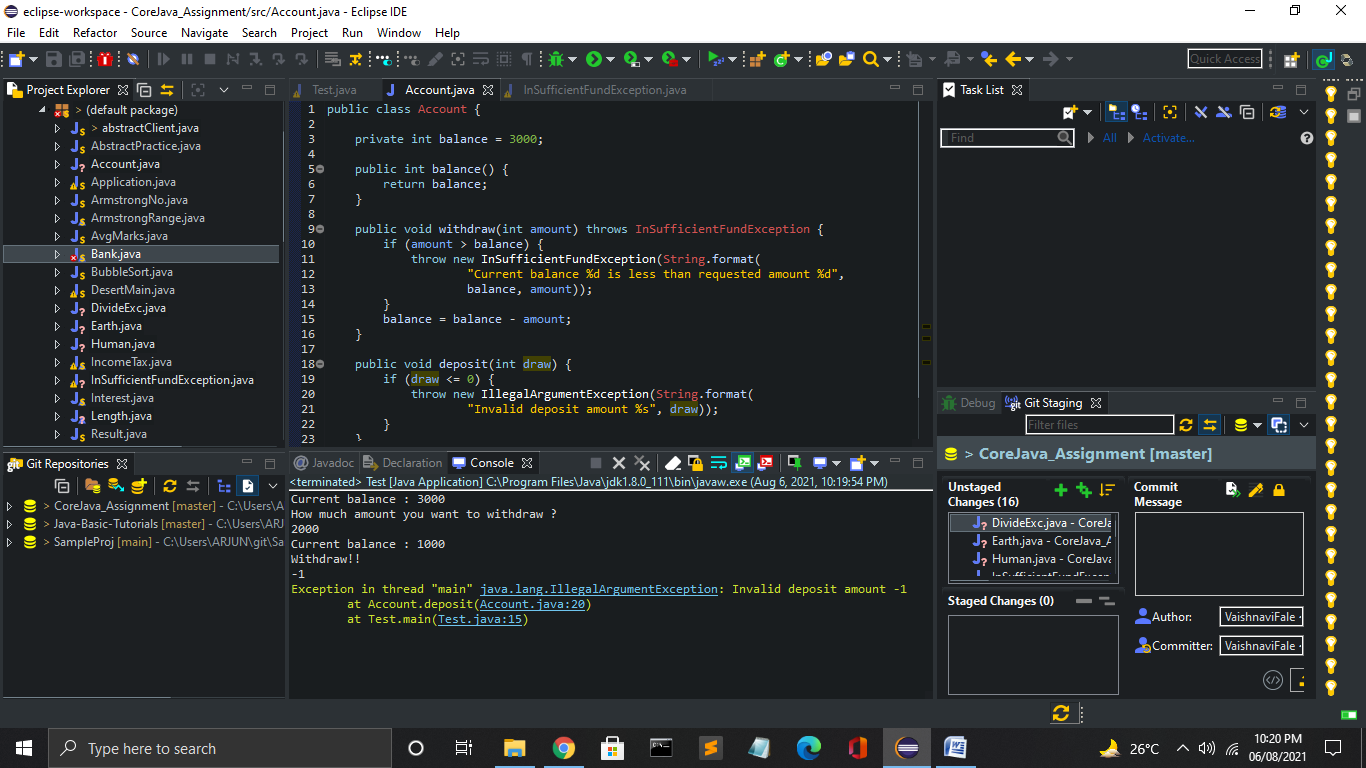 eclipse-workspace - CoreJava_Assignment/src/Account.java - Eclipse IDE
File Edit Refactor Source Navigate Search Project Run Window Help
Quick Access
Project Explorer
> (default package)
> abstractClient.java
AbstractPractice.java
Account.java
Application.java
ArmstrongNo.java
ArmstrongRange.java
AvgMarks.java
Bank.java
BubbleSort.java
DesertMain.java
DivideExc.java
Earth.java
Human.java
IncomeTax.java
InSufficientFundException.java
Interest.java
Length.java
Result.java
Git Repositories
> CoreJava_Assignment [master] - C:\Users\A
> Java-Basic-Tutorials [master] - C:\Users\ARJ
> SampleProj [main] - C:\Users\ARJUN\git\Sa
Test.java Account.java InSufficientFundException.java
1 public class Account {
2
3 private int balance = 3000;
4
5 public int balance() {
6 return balance;
7 }
8
9 public void withdraw(int amount) throws InSufficientFundException {
10 if (amount > balance) {
11 throw new InSufficientFundException(String.format(
12 "Current balance %d is less than requested amount %d",
13 balance, amount));
14 }
15 balance = balance - amount;
16 }
17
18 public void deposit(int draw) {
19 if (draw <= 0) {
20 throw new IllegalArgumentException(String.format(
21 "Invalid deposit amount %s", draw));
22 }
23 }
Javadoc Declaration Console
<terminated> Test [Java Application] C:\Program Files\Java\jdk1.8.0_111\bin\javaw.exe (Aug 6, 2021, 10:19:54 PM)
Current balance : 3000
How much amount you want to withdraw ?
2000
Current balance : 1000
Withdraw!!
-1
Exception in thread "main" java.lang.IllegalArgumentException: Invalid deposit amount -1
at Account.deposit(Account.java:20)
at Test.main(Test.java:15)
Task List
Find
All Activate...
Debug Git Staging
Filter files
> CoreJava_Assignment [master]
Unstaged Changes (16)
DivideExc.java - CoreJa
Earth.java - CoreJava_A
Human.java - CoreJava
Staged Changes (0)
Commit Message
Author: VaishnaviFale
Committer: VaishnaviFale
Type here to search
26°C
10:20 PM
06/08/2021